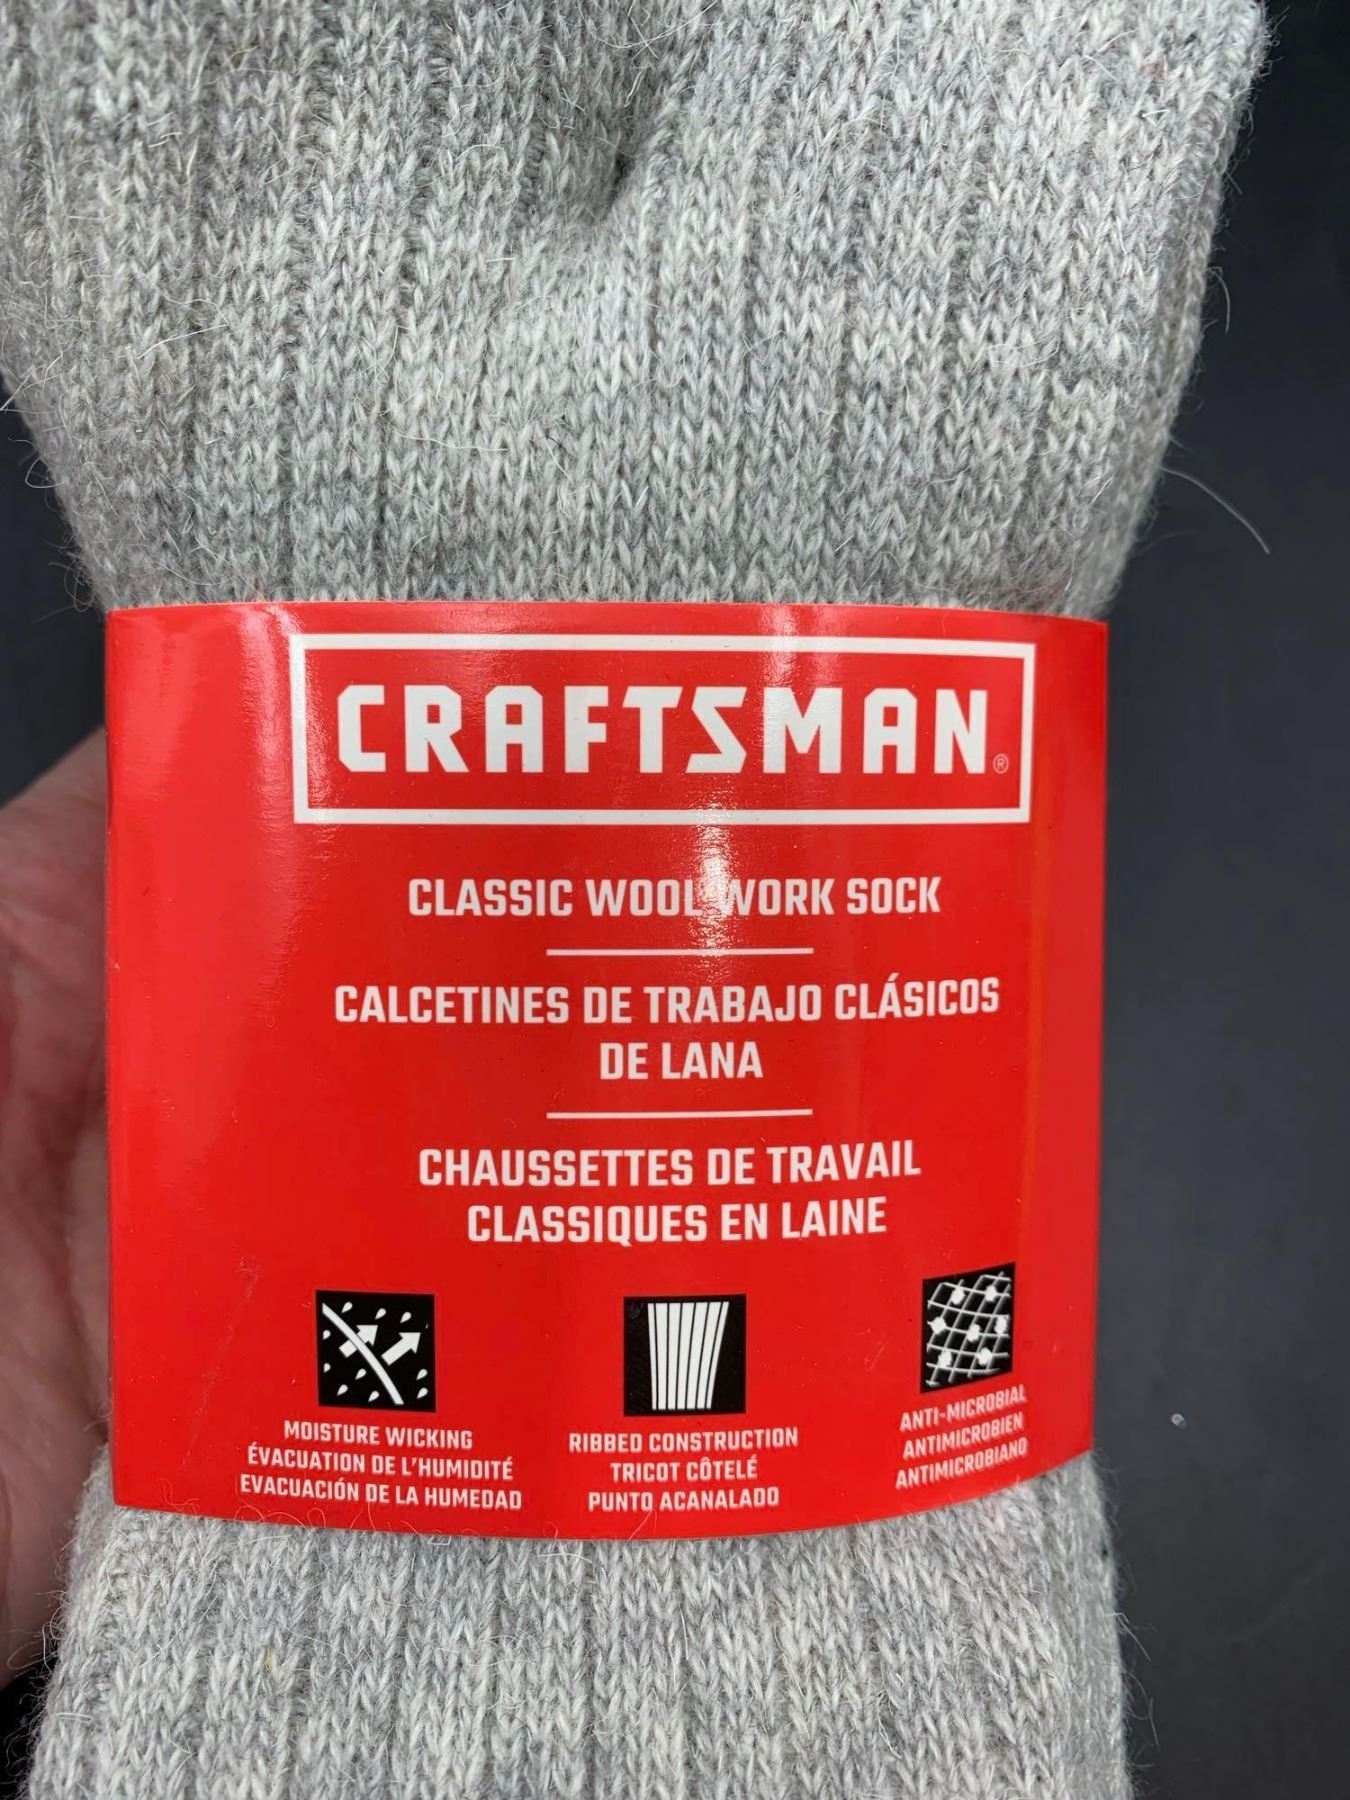 CRAFTSMAN®
CLASSIC WOOL WORK SOCK
CALCETINES DE TRABAJO CLÁSICOS
DE LANA
CHAUSSETTES DE TRAVAIL
CLASSIQUES EN LAINE
MOISTURE WICKING
ÉVACUATION DE L'HUMIDITÉ
EVACUACIÓN DE LA HUMEDAD
RIBBED CONSTRUCTION
TRICOT CÔTELÉ
PUNTO ACANALADO
ANTI-MICROBIAL
ANTIMICROBIEN
ANTIMICROBIANO